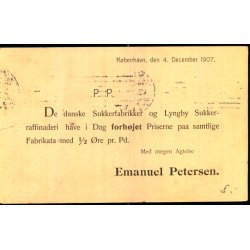 København, den 4. December 1907.
P. P.
De danske Sukkerfabrikker og Lyngby Sukker-
raffinaderi have i Dag forhøjet Priserne paa samtlige
Fabrikata med ½ Øre pr. Pd.
Med megen Agtelse
Emanuel Petersen.